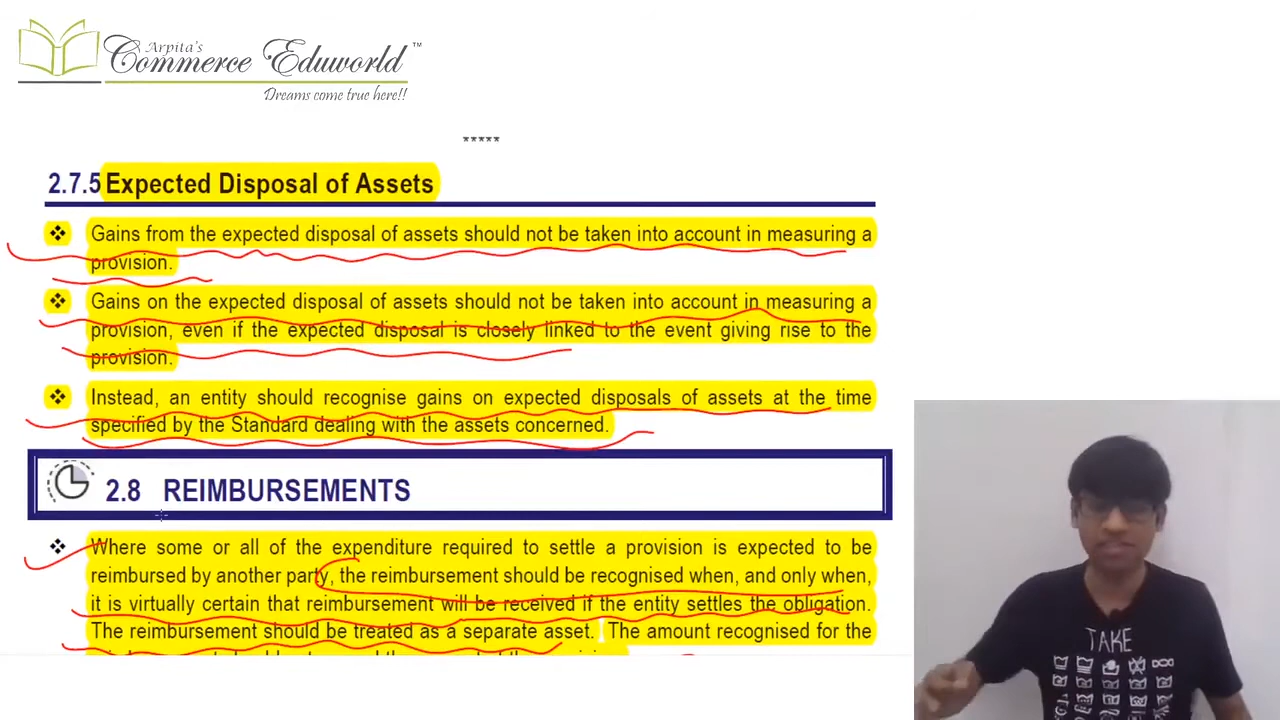 Arpita's
Commerce Eduworld™
Dreams come true here!!
*****
2.7.5 Expected Disposal of Assets
❖ Gains from the expected disposal of assets should not be taken into account in measuring a
provision.
❖ Gains on the expected disposal of assets should not be taken into account in measuring a
provision, even if the expected disposal is closely linked to the event giving rise to the
provision.
❖ Instead, an entity should recognise gains on expected disposals of assets at the time
specified by the Standard dealing with the assets concerned.
2.8 REIMBURSEMENTS
❖ Where some or all of the expenditure required to settle a provision is expected to be
reimbursed by another party, the reimbursement should be recognised when, and only when,
it is virtually certain that reimbursement will be received if the entity settles the obligation.
The reimbursement should be treated as a separate asset. The amount recognised for the
TAKE